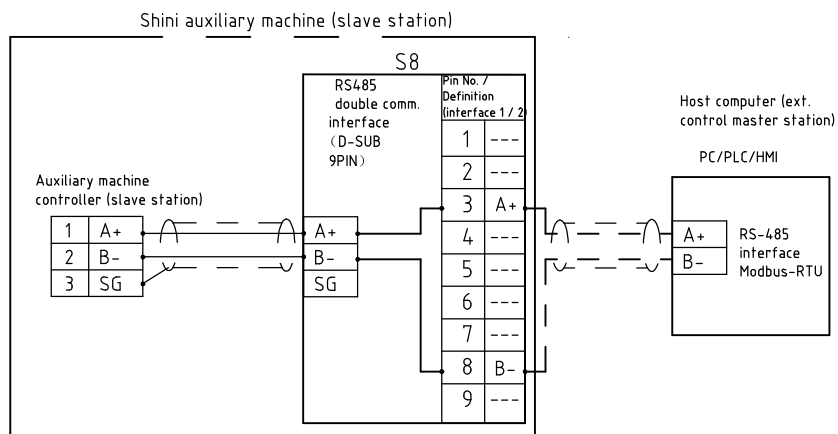 Shini auxiliary machine (slave station)
S8
RS485
double comm.
interface
(D-SUB
9PIN)
Pin No. /
Definition
(interface 1 / 2)
1 ---
2 ---
3 A+
4 ---
5 ---
6 ---
7 ---
8 B-
9 ---
Auxiliary machine
controller (slave station)
1 A+
2 B-
3 SG
A+
B-
SG
Host computer (ext.
control master station)
PC/PLC/HMI
A+
B-
RS-485
interface
Modbus-RTU